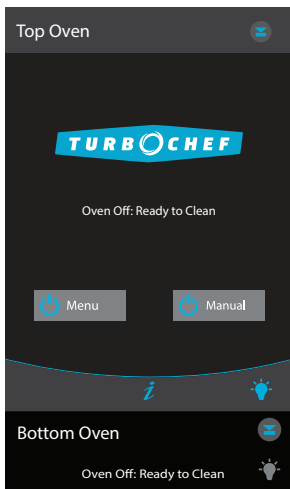 Top Oven
TURBOCHEF
Oven Off: Ready to Clean
Menu
Manual
i
Bottom Oven
Oven Off: Ready to Clean